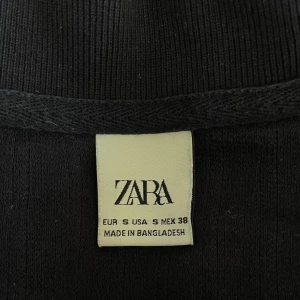 ZARA
EUR S USA S MEX 38
MADE IN BANGLADESH